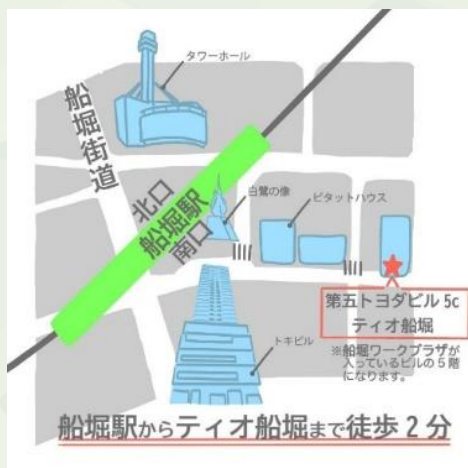 タワーホール
船堀街道
北口
船堀駅
南口
白鷺の像
ピタットハウス
第五トヨダビル 5c
ティオ船堀
※船堀ワークプラザが
入っているビルの5階
になります。
トキビル
船堀駅からティオ船堀まで徒歩2分